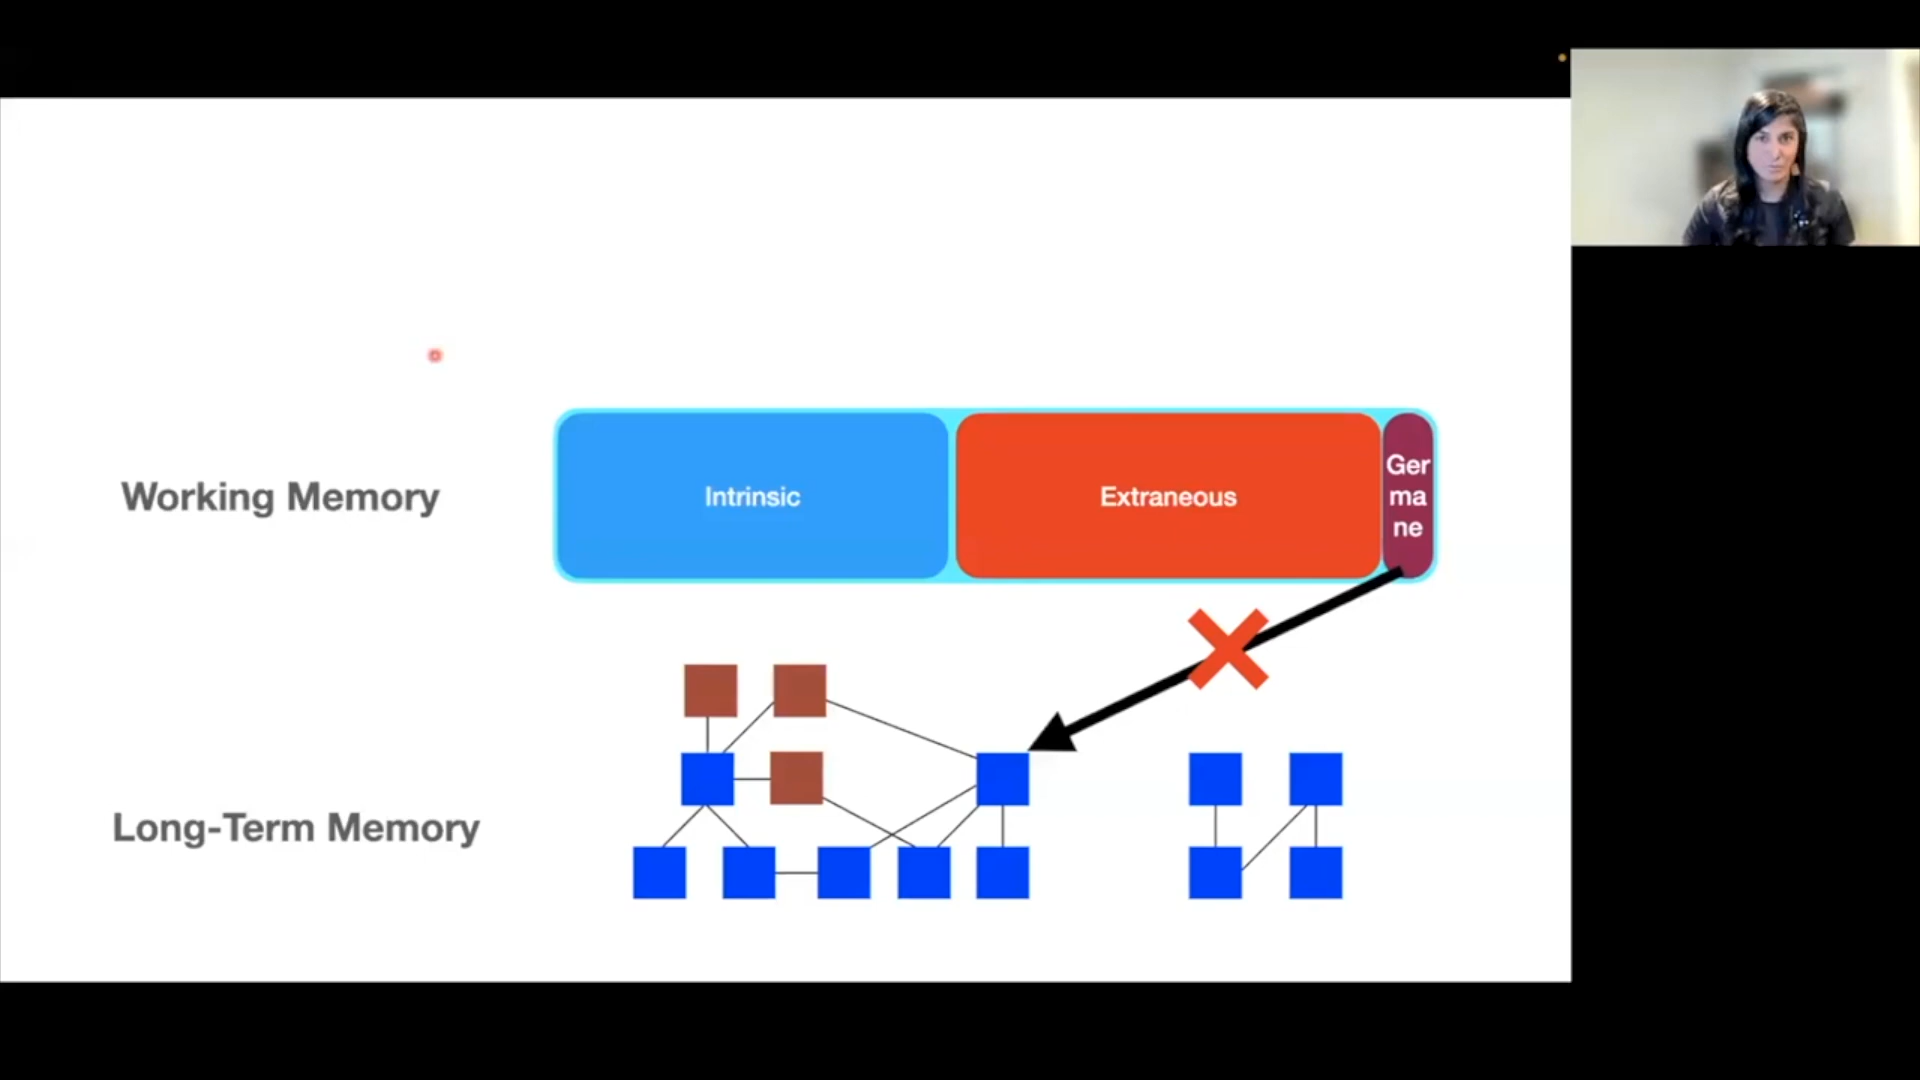 Working Memory
Intrinsic
Extraneous
Ger
ma
ne
Long-Term Memory